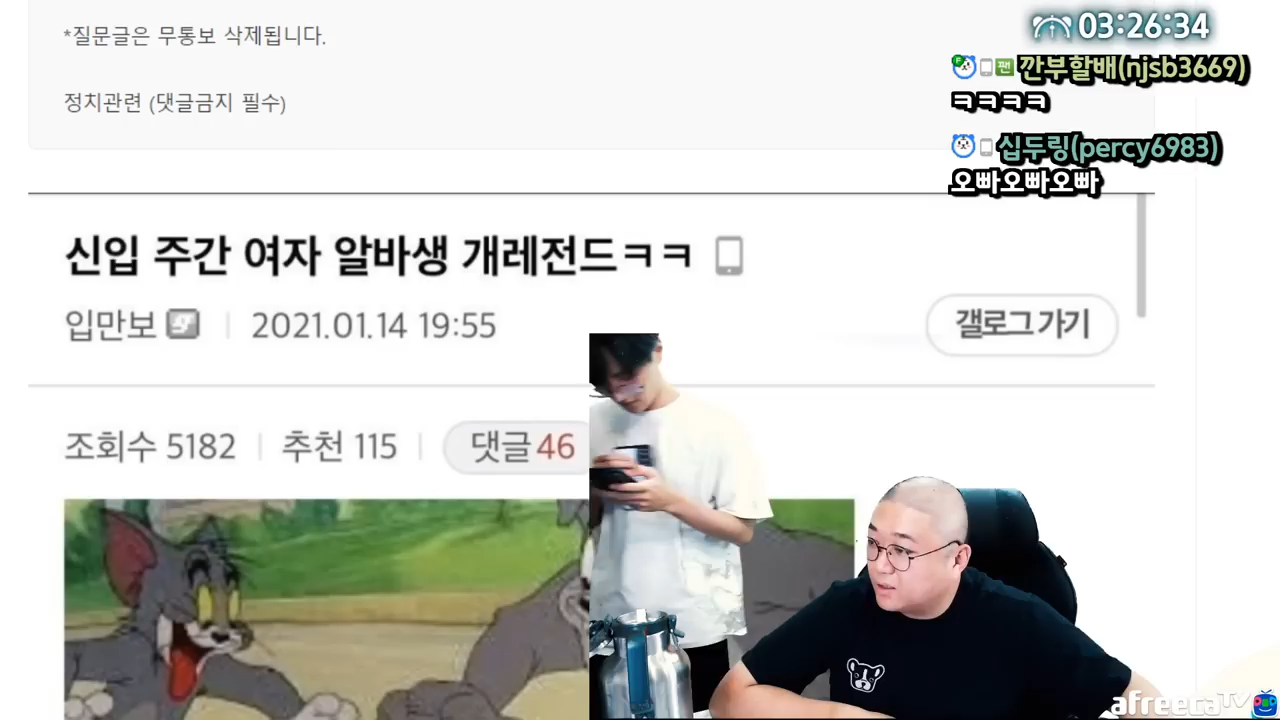 *질문글은 무통보 삭제됩니다.
정치관련 (댓글금지 필수)
03:26:34
F 팬 깐부할배(njsb3669)
ㅋㅋㅋㅋ
십두링(percy6983)
오빠오빠오빠
신입 주간 여자 알바생 개레전드ㅋㅋ
입만보 2021.01.14 19:55
갤로그 가기
조회수 5182 추천 115 댓글 46
afreecaTV